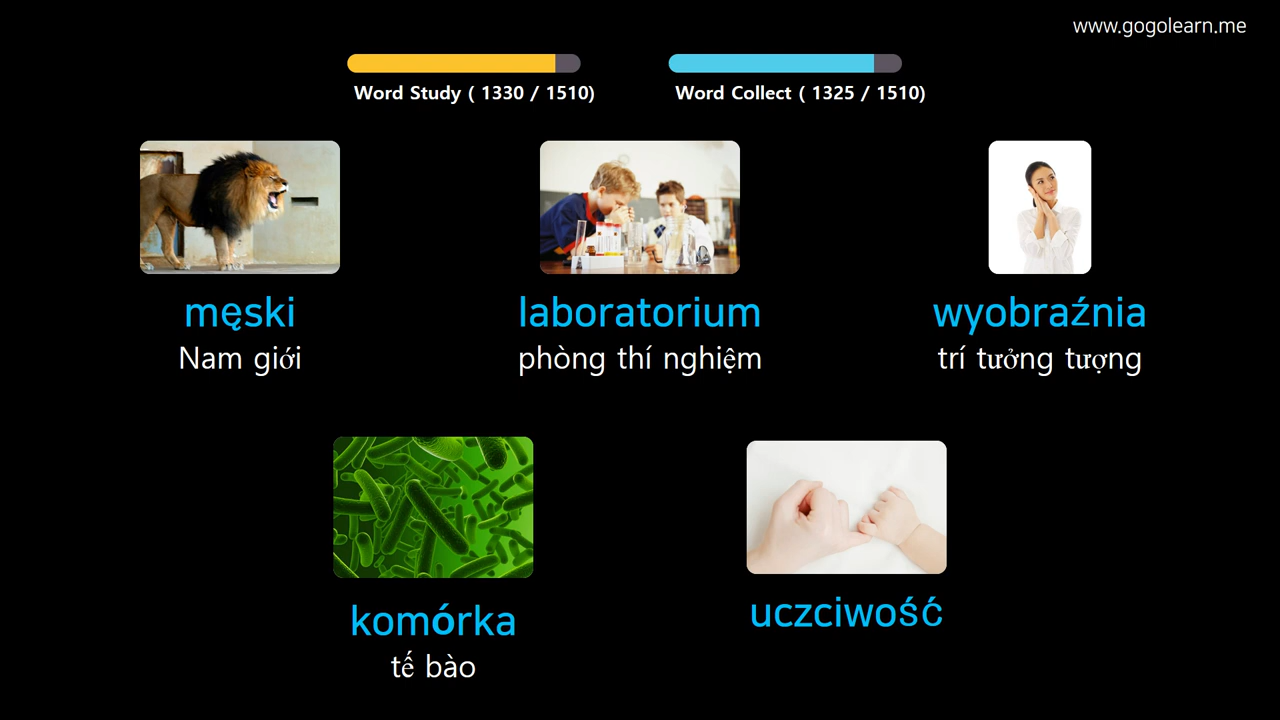 www.gogolearn.me
Word Study ( 1330 / 1510)
Word Collect ( 1325 / 1510)
męski
laboratorium
wyobraźnia
Nam giới
phòng thí nghiệm
trí tưởng tượng
komórka
uczciwość
tế bào